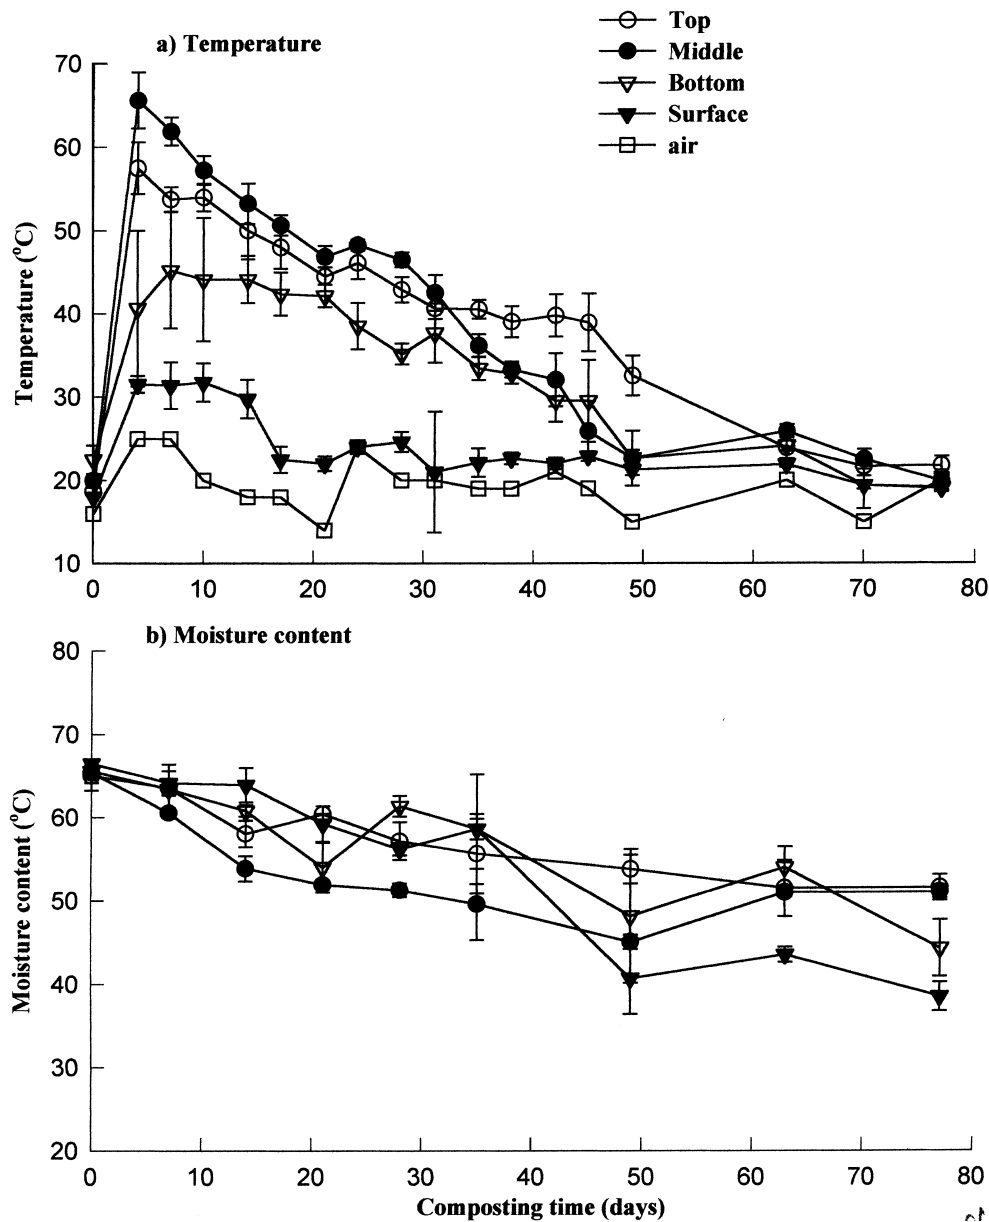 Top
a) Temperature
Middle
Bottom
Surface
air
70
60
50
40
30
20
10
Temperature (°C)
0 10 20 30 40 50 60 70 80
b) Moisture content
80
70
60
50
40
30
20
Moisture content (°C)
0 10 20 30 40 50 60 70 80
Composting time (days)